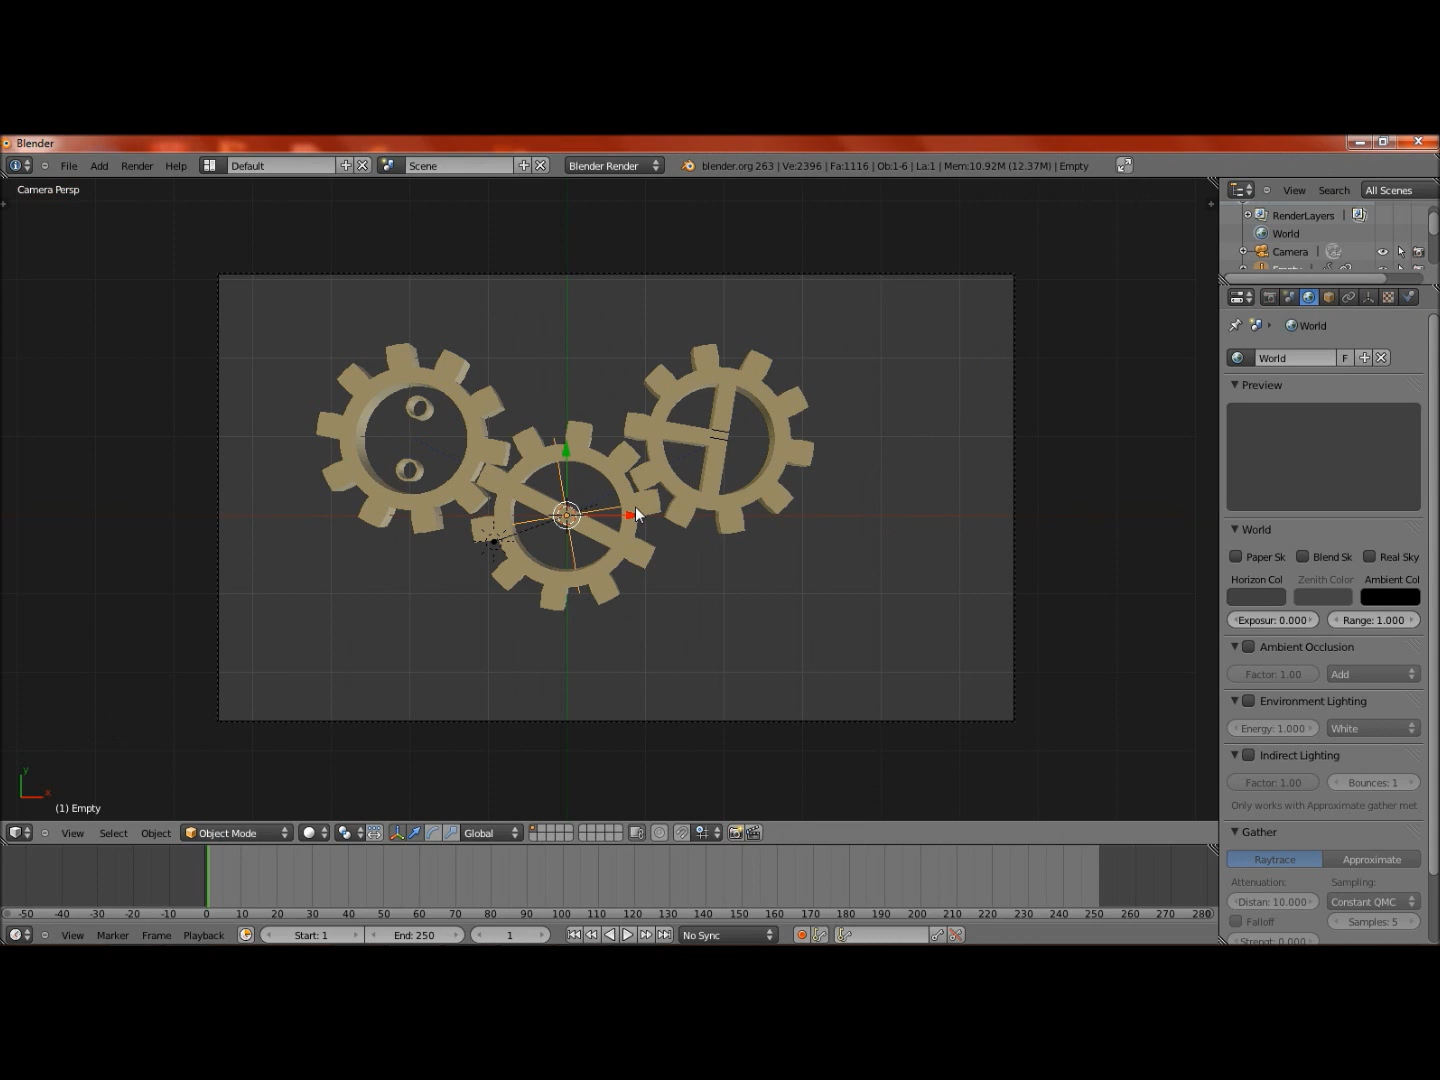 Blender
File Add Render Help Default Scene Blender Render blender.org 263 | Ve:2396 | Fa:1116 | Ob:1-6 | La:1 | Mem:10.92M (12.37M) | Empty
Camera Persp
View Search All Scenes
RenderLayers
World
Camera
World
World F
Preview
World
Paper Sk Blend Sk Real Sky
Horizon Col Zenith Color Ambient Col
Exposur: 0.000 Range: 1.000
Ambient Occlusion
Factor: 1.00 Add
Environment Lighting
Energy: 1.000 White
Indirect Lighting
Factor: 1.00 Bounces: 1
Only works with Approximate gather met
Gather
Raytrace Approximate
Attenuation: Sampling:
Distan: 10.000 Constant QMC
Falloff Samples: 5
Strengt: 0.000
y
x
(1) Empty
View Select Object Object Mode Global
-50 -40 -30 -20 -10 0 10 20 30 40 50 60 70 80 90 100 110 120 130 140 150 160 170 180 190 200 210 220 230 240 250 260 270 280
View Marker Frame Playback Start: 1 End: 250 1 No Sync